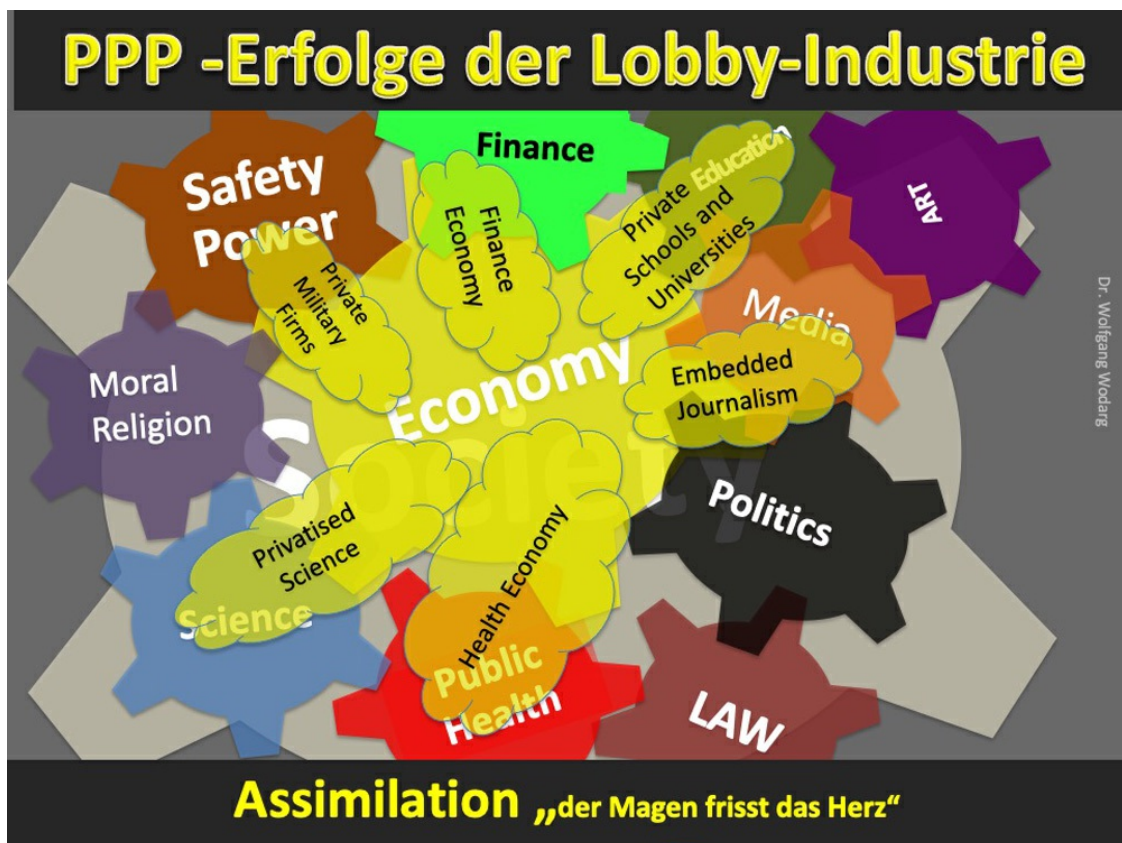 PPP -Erfolge der Lobby-Industrie
Safety
Power
Finance
Education
ART
Private
Military
Firms
Finance
Economy
Private
Schools and
Universities
Media
Embedded
Journalism
Moral
Religion
Economy
Society
Politics
Privatised
Science
Science
Health Economy
Public
Health
LAW
Dr. Wolfgang Wodarg
Assimilation „der Magen frisst das Herz“